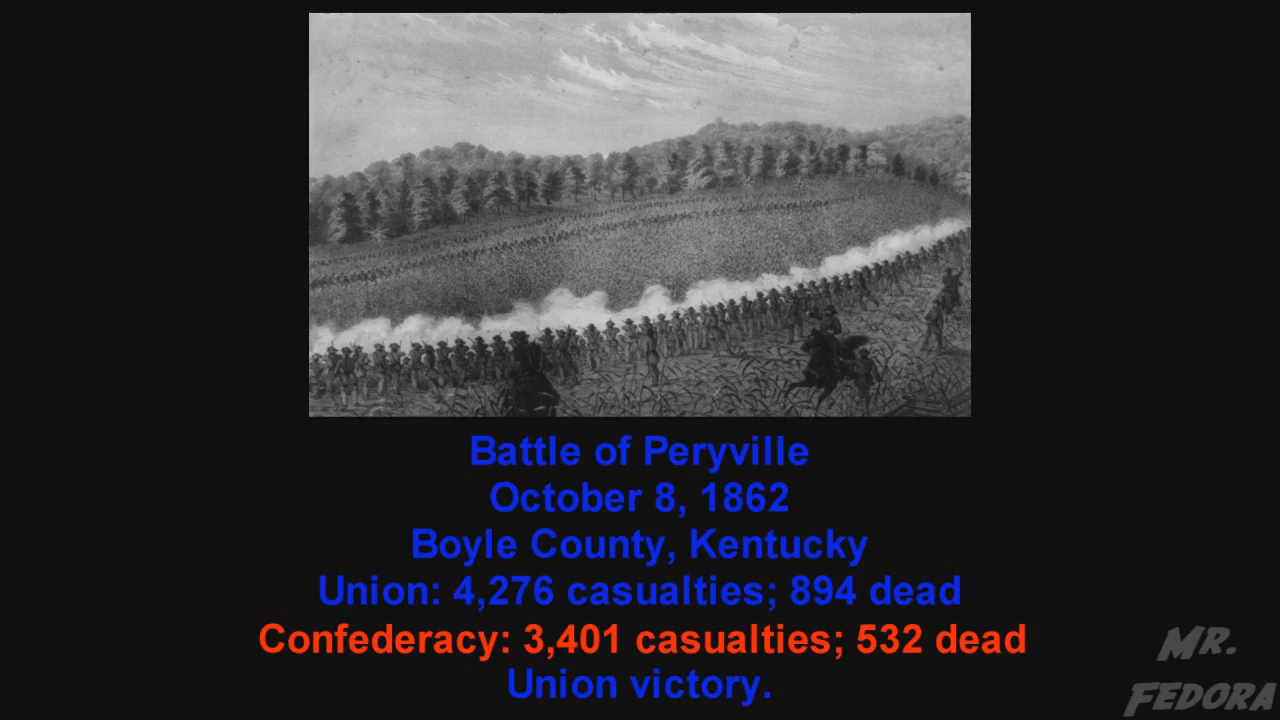 Battle of Peryville
October 8, 1862
Boyle County, Kentucky
Union: 4,276 casualties; 894 dead
Confederacy: 3,401 casualties; 532 dead
Union victory.
MR.
FEDORA